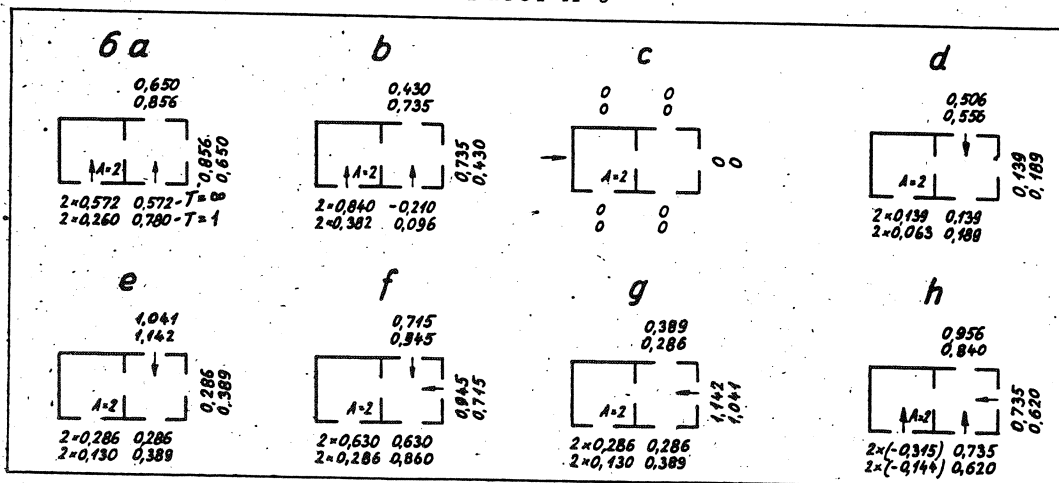 6 a
0,650
0,856
A=2
0,856
0,650
2×0,572 0,572 - T=∞
2×0,260 0,780 - T=1
b
0,430
0,735
A=2
0,735
0,430
2×0,840 -0,210
2×0,382 0,096
c
0 0
0 0
A=2
0
0
0 0
0 0
d
0,506
0,556
A=2
0,139
0,189
2×0,139 0,139
2×0,063 0,189
e
1,041
1,142
A=2
0,286
0,389
2×0,286 0,286
2×0,130 0,389
f
0,715
0,945
A=2
0,945
0,715
2×0,630 0,630
2×0,286 0,860
g
0,389
0,286
A=2
1,142
1,041
2×0,286 0,286
2×0,130 0,389
h
0,956
0,840
A=2
0,735
0,620
2×(-0,315) 0,735
2×(-0,144) 0,620